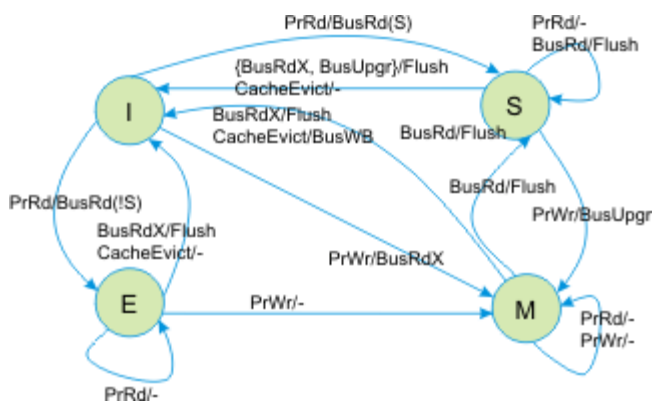 PrRd/BusRd(S)
PrRd/-
BusRd/Flush
{BusRdX, BusUpgr}/Flush
CacheEvict/-
I
S
BusRdX/Flush
CacheEvict/BusWB
BusRd/Flush
BusRd/Flush
PrRd/BusRd(!S)
PrWr/BusUpgr
BusRdX/Flush
CacheEvict/-
PrWr/BusRdX
E
PrWr/-
M
PrRd/-
PrWr/-
PrRd/-